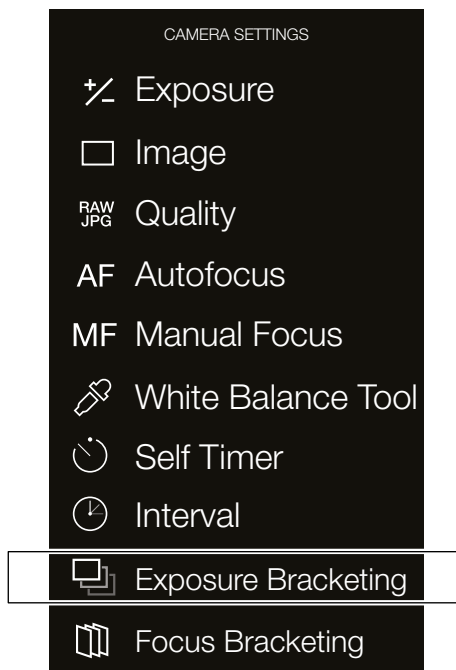 CAMERA SETTINGS
Exposure
Image
RAW
JPG Quality
AF Autofocus
MF Manual Focus
White Balance Tool
Self Timer
Interval
Exposure Bracketing
Focus Bracketing